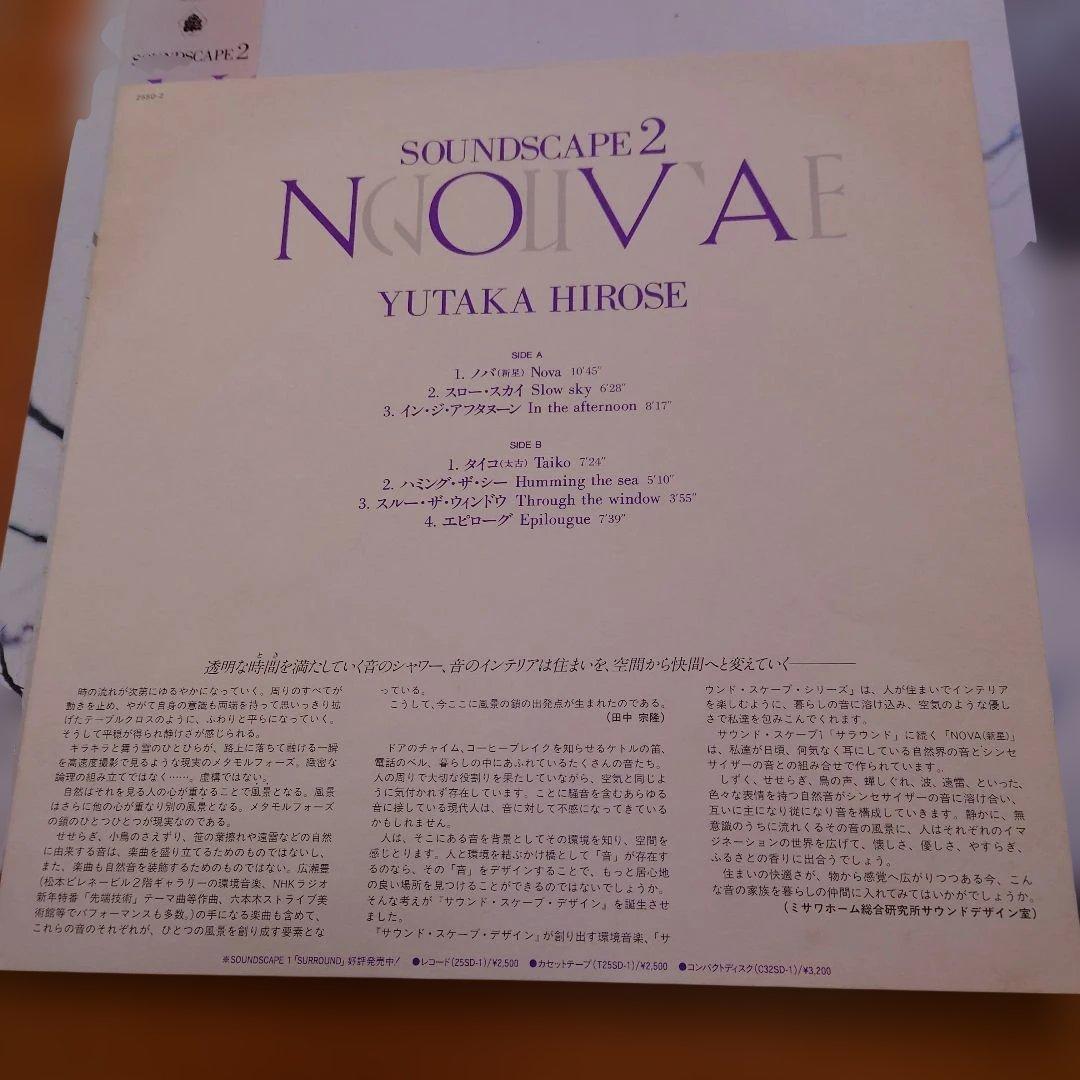 SOUNDSCAPE 2
25SD-2
SOUNDSCAPE 2
NOVA
YUTAKA HIROSE
SIDE A
1. ノバ(新星) Nova 10'45"
2. スロー・スカイ Slow sky 6'28"
3. イン・ジ・アフタヌーン In the afternoon 8'17"
SIDE B
1. タイコ(太古) Taiko 7'24"
2. ハミング・ザ・シー Humming the sea 5'10"
3. スルー・ザ・ウィンドウ Through the window 3'55"
4. エピローグ Epilougue 7'39"
とき
透明な時間を満たしていく音のシャワー、音のインテリアは住まいを、空間から快間へと変えていく———
時の流れが次第にゆるやかになっていく。周りのすべてが
動きを止め、やがて自身の意識も両端を持って思いっきり拡
げたテーブルクロスのように、ふわりと平らになっていく。
そうして平穏が得られ静けさが感じられる。
キラキラと舞う雪のひとひらが、路上に落ちて融ける一瞬
を高速度撮影で見るような現実のメタモルフォーズ。緻密な
論理の組み立てではなく……。虚構ではない。
自然はそれを見る人の心が重なることで風景となる。風景
はさらに他の心が重なり別の風景となる。メタモルフォーズ
の鎖のひとつひとつが現実なのである。
せせらぎ、小鳥のさえずり、笹の葉擦れや遠雷などの自然
に由来する音は、楽曲を盛り立てるためのものではないし、
また、楽曲も自然音を装飾するためのものではない。広瀬豊
(松本ピレネービル2階ギャラリーの環境音楽、NHKラジオ
新年特番「先端技術」テーマ曲等作曲、六本木ストライプ美
術館等でパフォーマンスも多数。)の手になる楽曲も含めて、
これらの音のそれぞれが、ひとつの風景を創り成す要素とな
っている。
こうして、今ここに風景の鎖の出発点が生まれたのである。
(田中 宗隆)
ドアのチャイム、コーヒーブレイクを知らせるケトルの笛、
電話のベル、暮らしの中にあふれているたくさんの音たち。
人の周りで大切な役割りを果たしていながら、空気と同じよう
に気付かれず存在しています。ことに騒音を含むあらゆる
音に接している現代人は、音に対して不感になってきている
かもしれません。
人は、そこにある音を背景としてその環境を知り、空間を
感じとります。人と環境を結ぶかけ橋として「音」が存在す
るのなら、その「音」をデザインすることで、もっと居心地
の良い場所を見つけることができるのではないでしょうか。
そんな考えが『サウンド・スケープ・デザイン』を誕生させ
ました。
『サウンド・スケープ・デザイン』が創り出す環境音楽、「サ
ウンド・スケープ・シリーズ」は、人が住まいでインテリア
を楽しむように、暮らしの音に溶け込み、空気のような優し
さで私達を包みこんでくれます。
サウンド・スケープ1「サラウンド」に続く「NOVA(新星)」
は、私達が日頃、何気なく耳にしている自然界の音とシンセ
サイザーの音との組み合せで作られています。
しずく、せせらぎ、鳥の声、蝉しぐれ、波、遠雷、といった、
色々な表情を持つ自然音がシンセサイザーの音に溶け合い、
互いに主になり従になり音を構成していきます。静かに、無
意識のうちに流れくるその音の風景に、人はそれぞれのイマ
ジネーションの世界を広げて、懐しさ、優しさ、やすらぎ、
ふるさとの香りに出合うでしょう。
住まいの快適さが、物から感覚へ広がりつつある今、こん
な音の家族を暮らしの仲間に入れてみてはいかがでしょうか。
(ミサワホーム総合研究所サウンドデザイン室)
※SOUNDSCAPE 1「SURROUND」好評発売中! ●レコード(25SD-1)/¥2,500 ●カセットテープ(T25SD-1)/¥2,500 ●コンパクトディスク(C32SD-1)/¥3,200